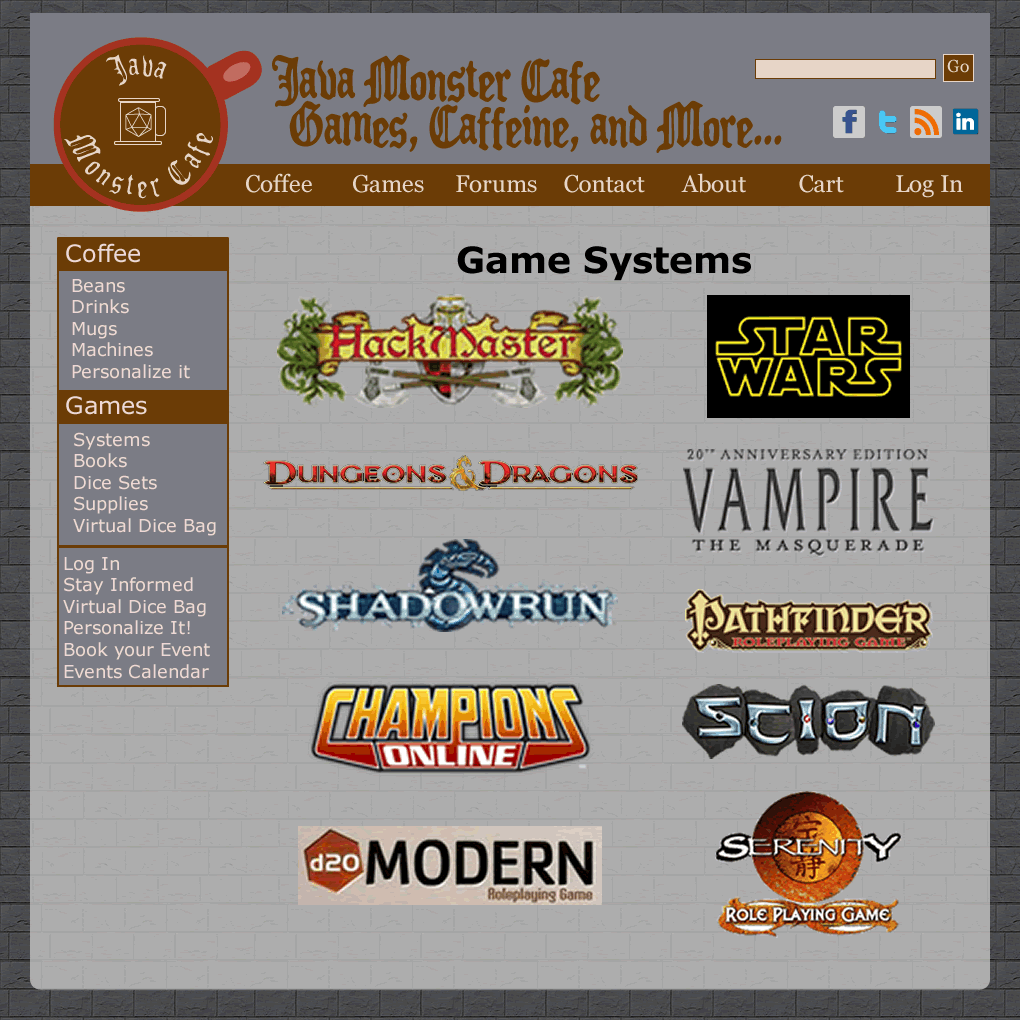 Java
Monster Cafe
Java Monster Cafe
Games, Caffeine, and More...
Go
f
in
Coffee Games Forums Contact About Cart Log In
Coffee
Beans
Drinks
Mugs
Machines
Personalize it
Games
Systems
Books
Dice Sets
Supplies
Virtual Dice Bag
Log In
Stay Informed
Virtual Dice Bag
Personalize It!
Book your Event
Events Calendar
Game Systems
HackMaster
STAR
WARS
DUNGEONS & DRAGONS
20TH ANNIVERSARY EDITION
VAMPIRE
THE MASQUERADE
SHADOWRUN
PATHFINDER
ROLEPLAYING GAME
CHAMPIONS
ONLINE
SCION
d20 MODERN
Roleplaying Game
宁
静
SERENITY
ROLE PLAYING GAME